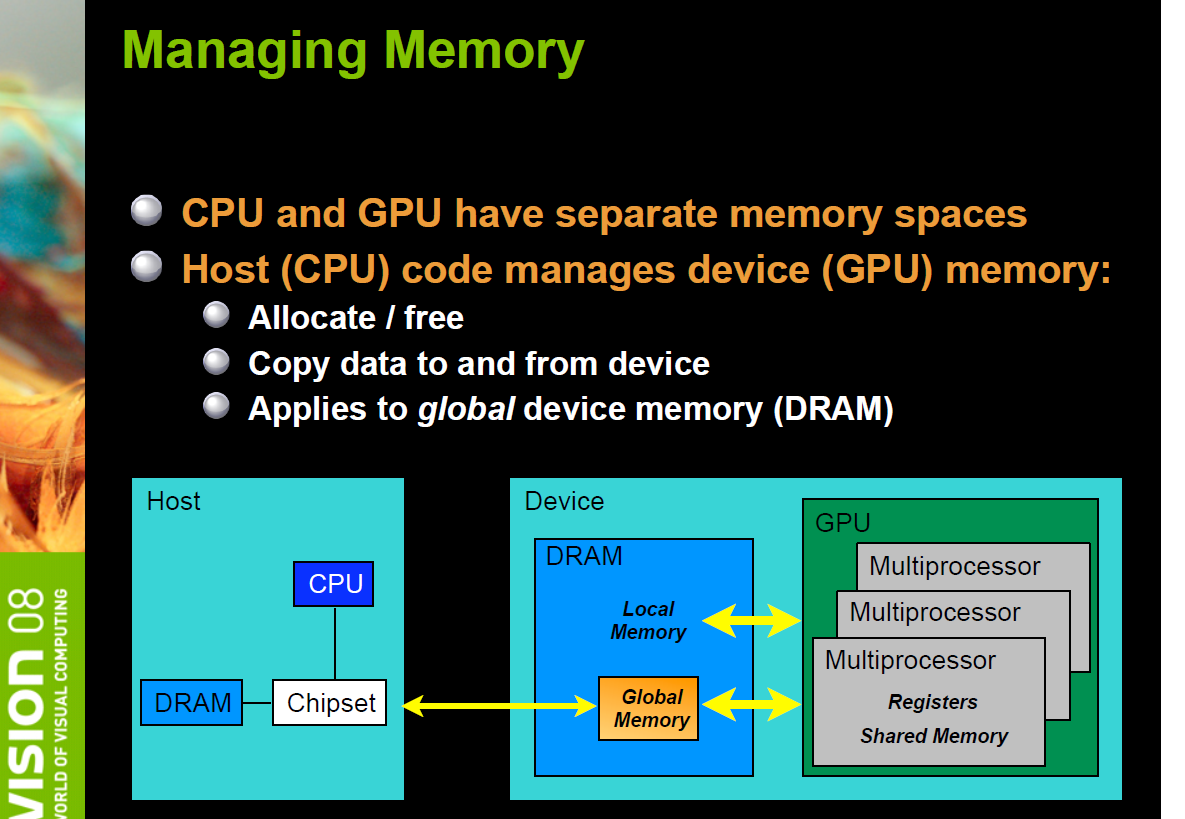 Managing Memory
CPU and GPU have separate memory spaces
Host (CPU) code manages device (GPU) memory:
Allocate / free
Copy data to and from device
Applies to global device memory (DRAM)
Host
CPU
DRAM
Chipset
Device
DRAM
Local
Memory
Global
Memory
GPU
Multiprocessor
Multiprocessor
Multiprocessor
Registers
Shared Memory
VISION 08
WORLD OF VISUAL COMPUTING